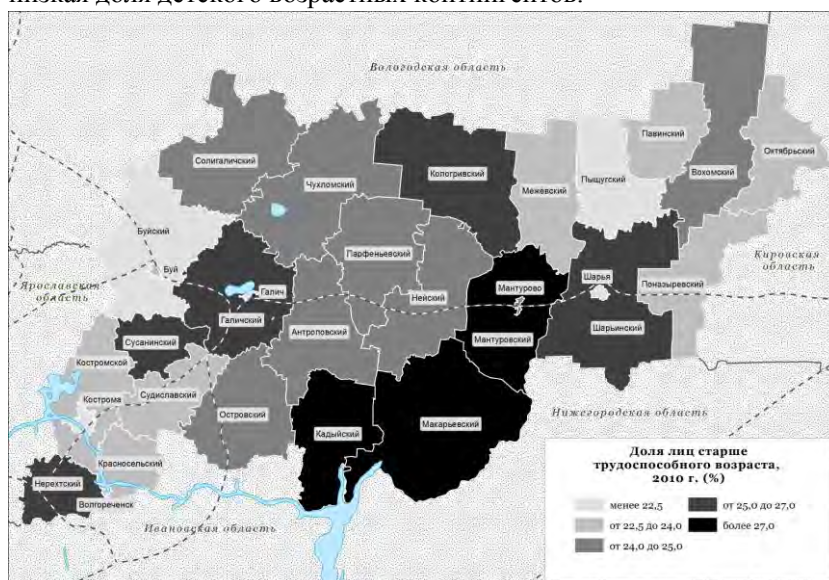 низкая доля детского возрастных контингентов.
Вологодская область
Павинский
Октябрьский
Солигаличский
Чухломский
Кологривский
Межевский
Пыщугский
Вохомский
Буйский
Парфеньевский
Кировская
область
Ярославская
область
Буй
Галич
Нейский
Мантурово
Шарья
Поназыревский
Галичский
Антроповский
Мантуровский
Шарьинский
Сусанинский
Костромской
Судиславский
Кострома
Островский
Кадыйский
Макарьевский
Нижегородская область
Красносельский
Нерехтский
Волгореченск
Ивановская область
Доля лиц старше
трудоспособного возраста,
2010 г. (%)
менее 22,5
от 25,0 до 27,0
от 22,5 до 24,0
более 27,0
от 24,0 до 25,0